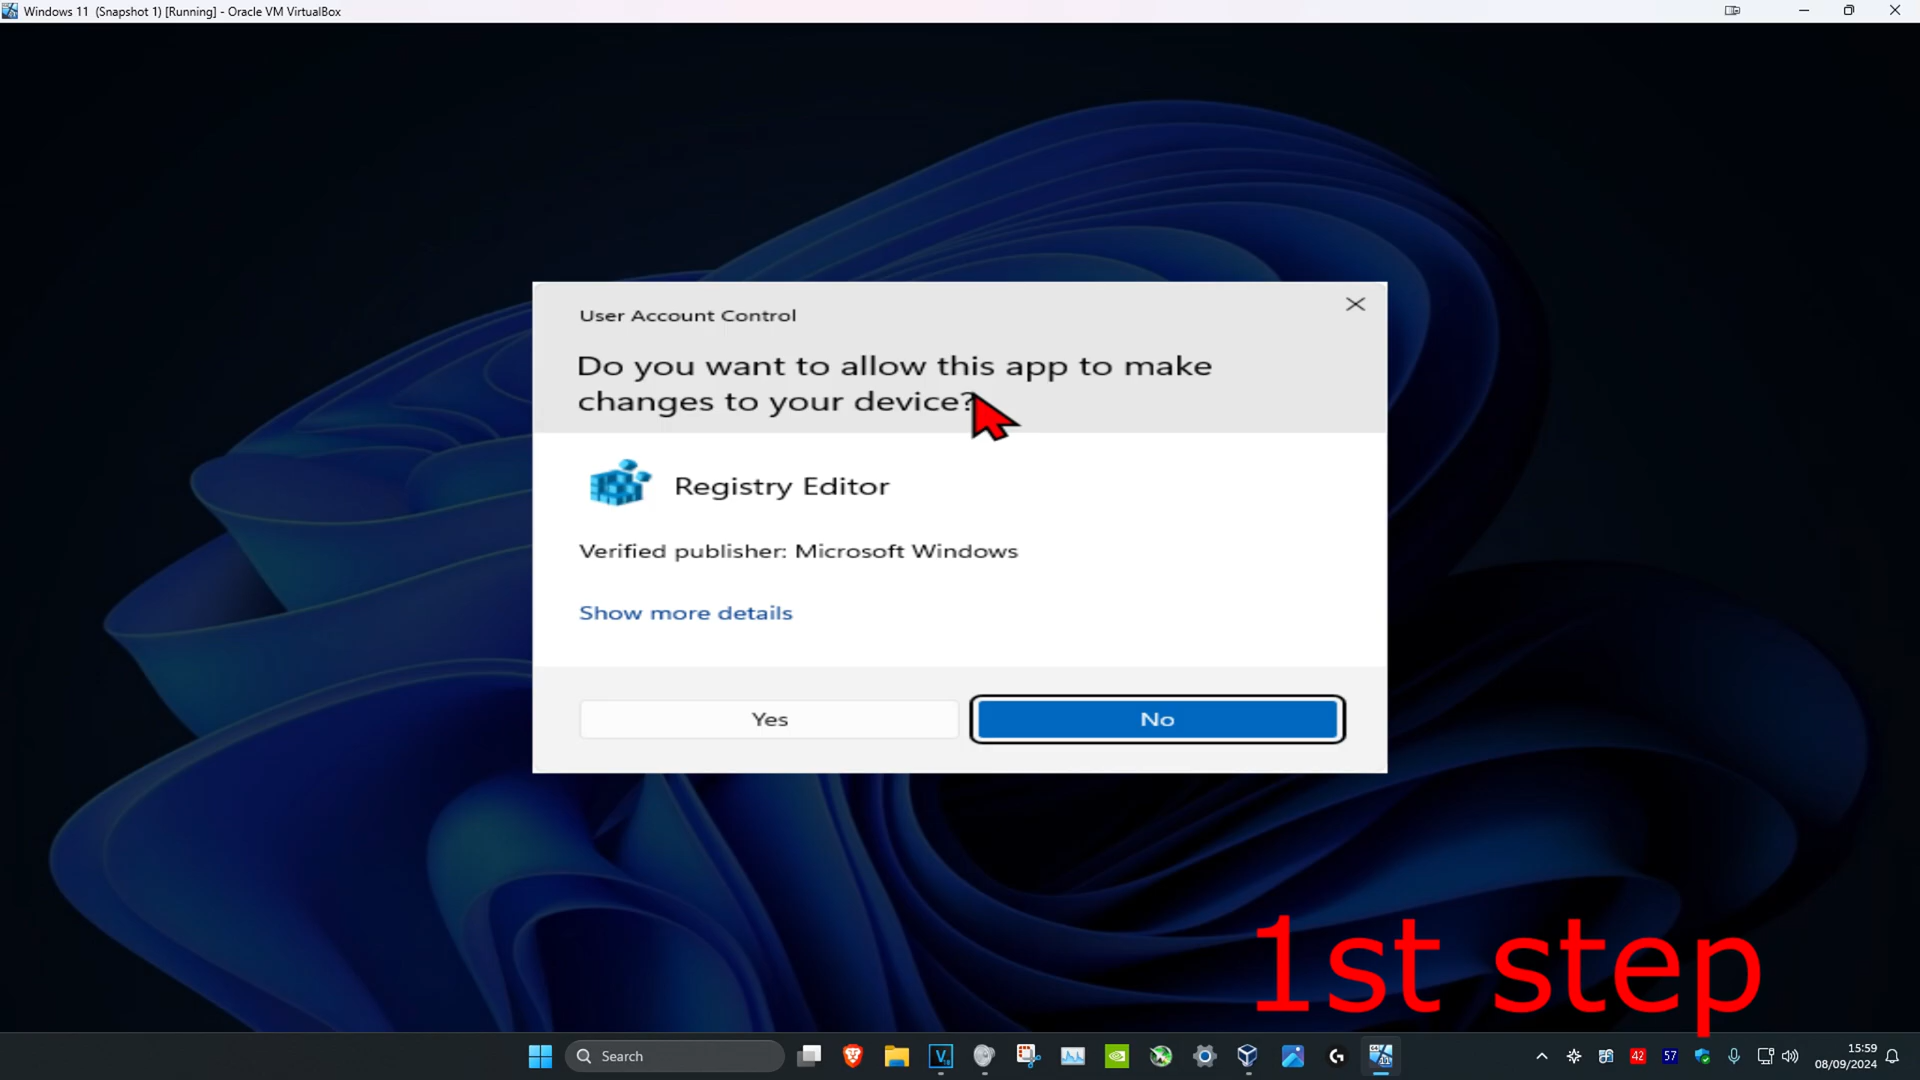 Windows 11 (Snapshot 1) [Running] - Oracle VM VirtualBox
User Account Control
Do you want to allow this app to make
changes to your device?
Registry Editor
Verified publisher: Microsoft Windows
Show more details
Yes
No
1st step
Search
42
57
15:59
08/09/2024